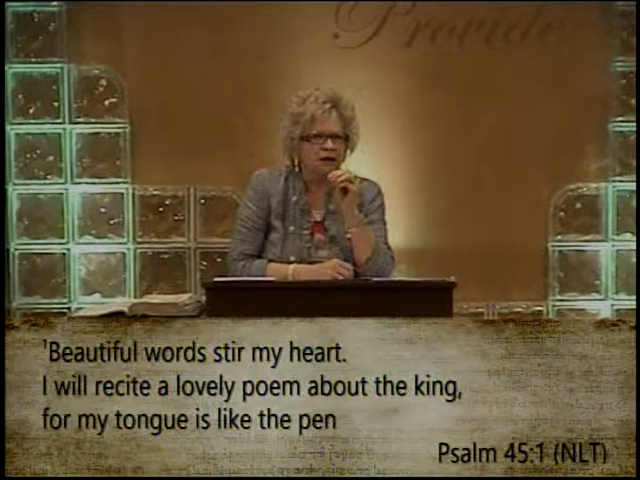 Provide
¹Beautiful words stir my heart.
I will recite a lovely poem about the king,
for my tongue is like the pen
Psalm 45:1 (NLT)